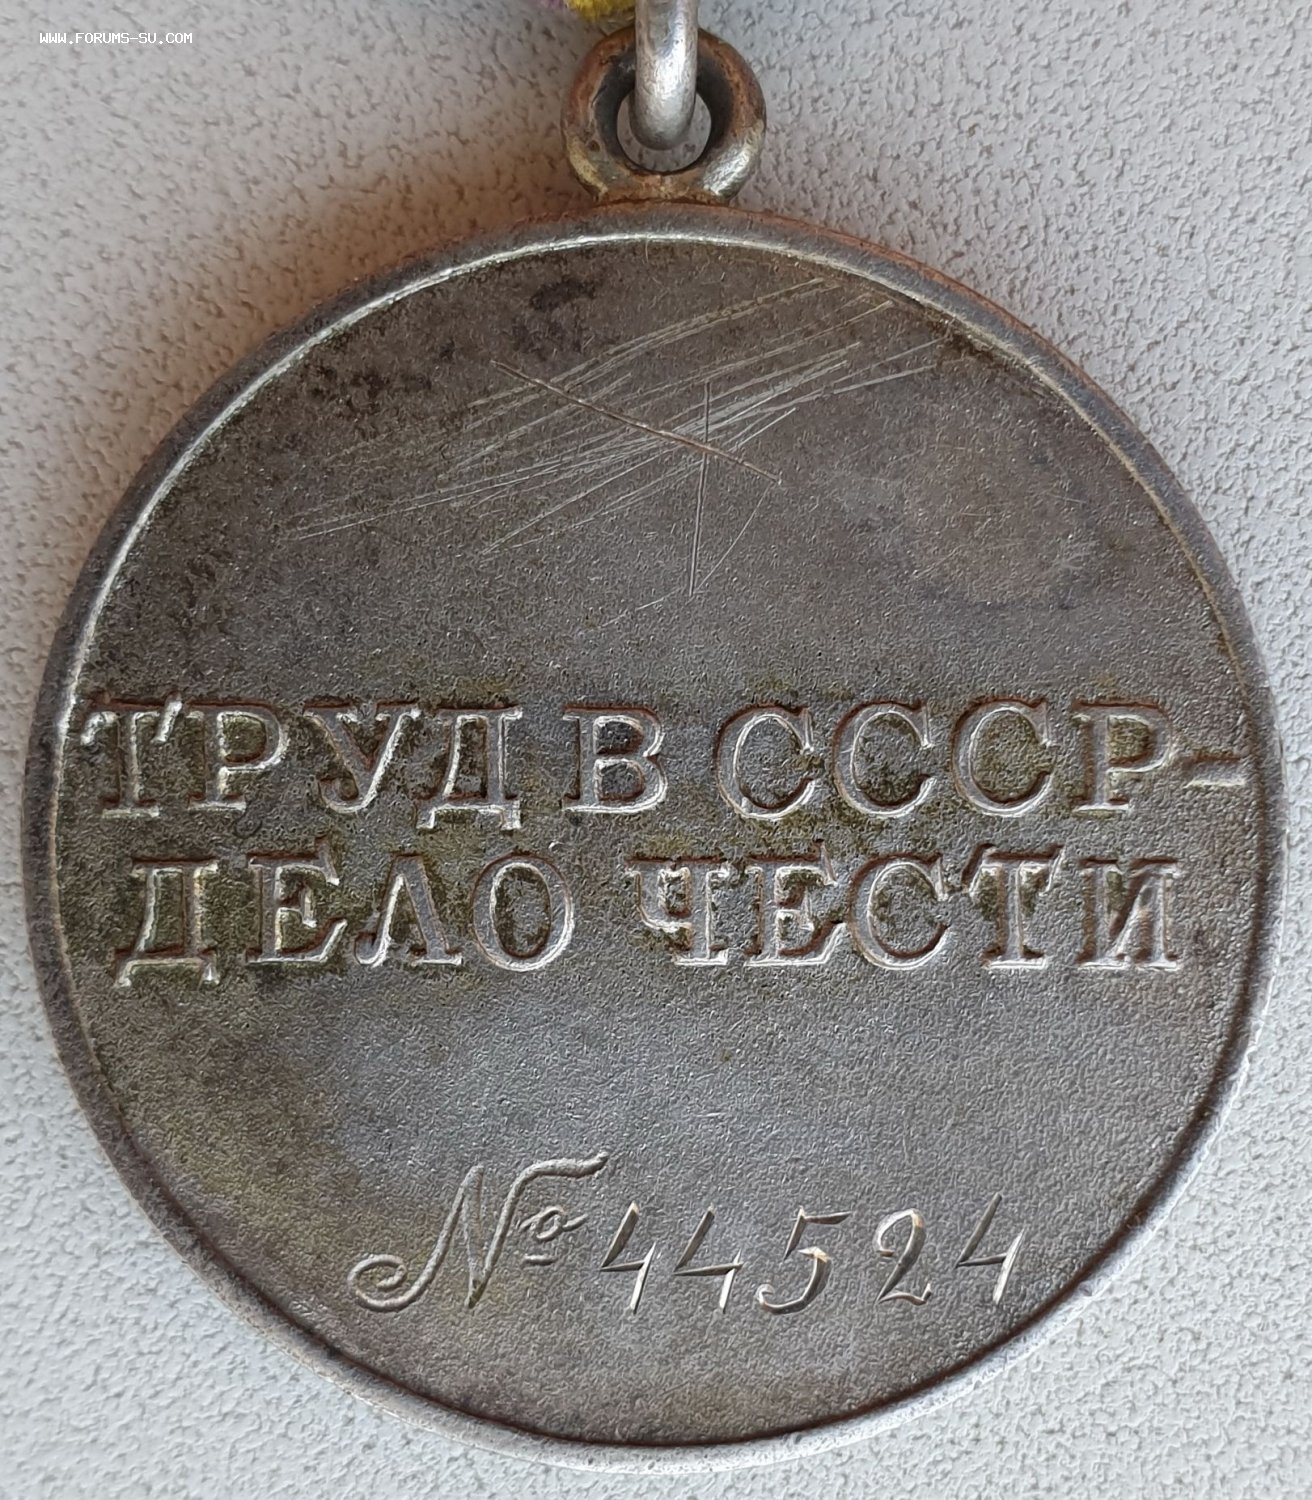 WWW.FORUMS-SU.COM
ТРУД В СССР-
ДЕЛО ЧЕСТИ
№ 44524